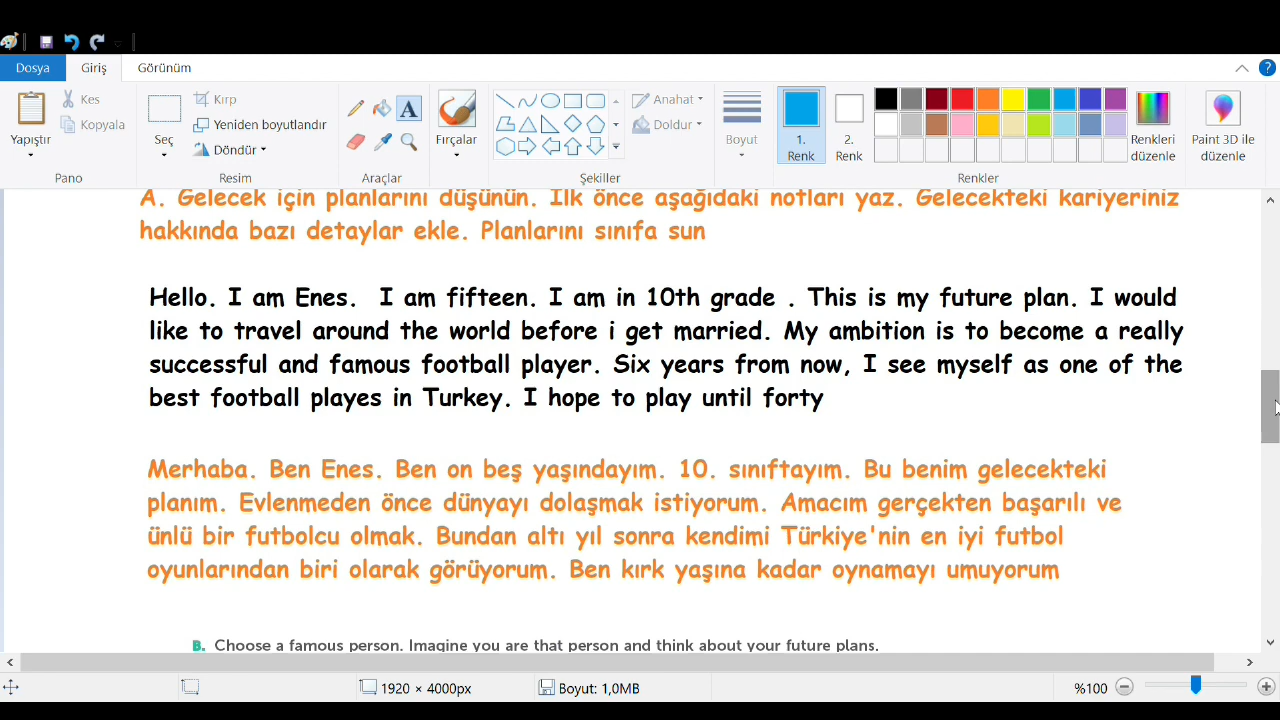 Dosya Giriş Görünüm
Yapıştır
Kes
Kopyala
Pano
Seç
Kırp
Yeniden boyutlandır
Döndür
Resim
A
Araçlar
Fırçalar
Anahat
Doldur
Şekiller
Boyut
1.
Renk
2.
Renk
Renkleri
düzenle
Renkler
Paint 3D ile
düzenle
A. Gelecek için planlarını düşünün. İlk önce aşağıdaki notları yaz. Gelecekteki kariyeriniz
hakkında bazı detaylar ekle. Planlarını sınıfa sun
Hello. I am Enes. I am fifteen. I am in 10th grade . This is my future plan. I would
like to travel around the world before i get married. My ambition is to become a really
successful and famous football player. Six years from now, I see myself as one of the
best football playes in Turkey. I hope to play until forty
Merhaba. Ben Enes. Ben on beş yaşındayım. 10. sınıftayım. Bu benim gelecekteki
planım. Evlenmeden önce dünyayı dolaşmak istiyorum. Amacım gerçekten başarılı ve
ünlü bir futbolcu olmak. Bundan altı yıl sonra kendimi Türkiye'nin en iyi futbol
oyunlarından biri olarak görüyorum. Ben kırk yaşına kadar oynamayı umuyorum
B. Choose a famous person. Imagine you are that person and think about your future plans.
1920 × 4000px
Boyut: 1,0MB
%100